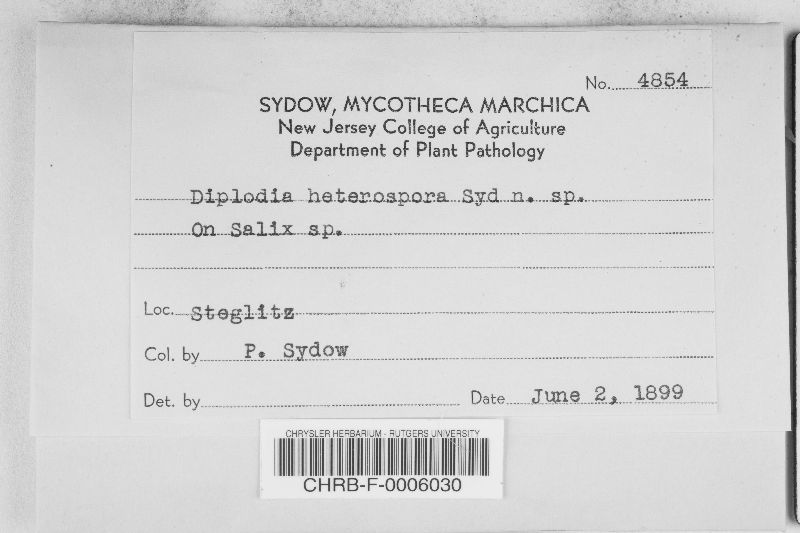 No. 4854
SYDOW, MYCOTHECA MARCHICA
New Jersey College of Agriculture
Department of Plant Pathology
Diplodia heterospora Syd n. sp.
On Salix sp.
Loc. Steglitz
Col. by P. Sydow
Det. by Date June 2, 1899
CHRYSLER HERBARIUM - RUTGERS UNIVERSITY
CHRB-F-0006030